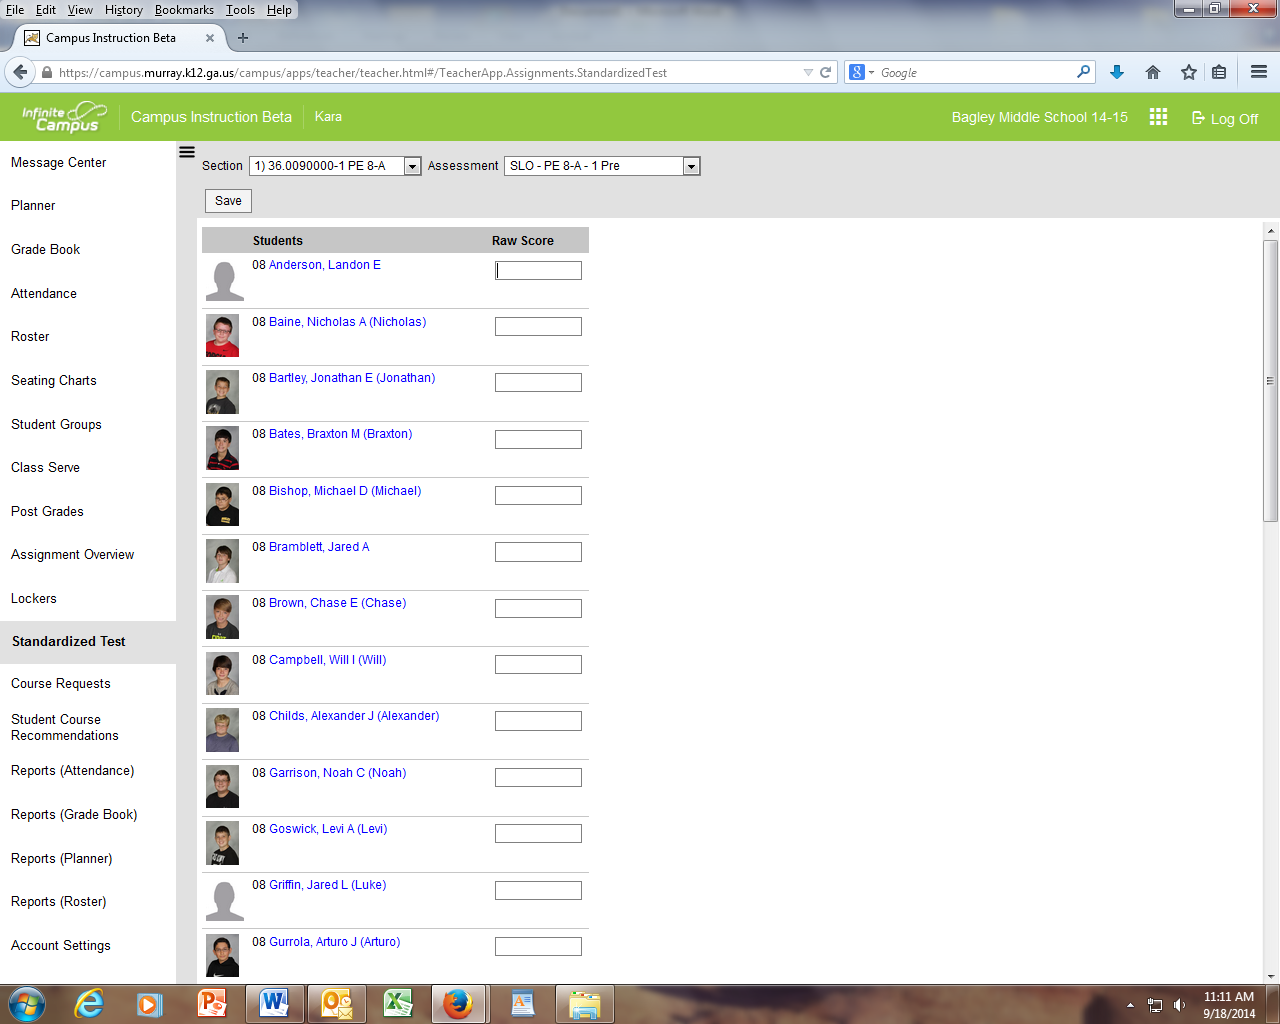 File Edit View History Bookmarks Tools Help
Campus Instruction Beta
https://campus.murray.k12.ga.us/campus/apps/teacher/teacher.html#/TeacherApp.Assignments.StandardizedTest
Google
Infinite Campus
Campus Instruction Beta
Kara
Bagley Middle School 14-15
Log Off
Message Center
Planner
Grade Book
Attendance
Roster
Seating Charts
Student Groups
Class Serve
Post Grades
Assignment Overview
Lockers
Standardized Test
Course Requests
Student Course
Recommendations
Reports (Attendance)
Reports (Grade Book)
Reports (Planner)
Reports (Roster)
Account Settings
Section 1) 36.0090000-1 PE 8-A Assessment SLO - PE 8-A - 1 Pre
Save
Students Raw Score
08 Anderson, Landon E
08 Baine, Nicholas A (Nicholas)
08 Bartley, Jonathan E (Jonathan)
08 Bates, Braxton M (Braxton)
08 Bishop, Michael D (Michael)
08 Bramblett, Jared A
08 Brown, Chase E (Chase)
08 Campbell, Will I (Will)
08 Childs, Alexander J (Alexander)
08 Garrison, Noah C (Noah)
08 Goswick, Levi A (Levi)
08 Griffin, Jared L (Luke)
08 Gurrola, Arturo J (Arturo)
11:11 AM
9/18/2014